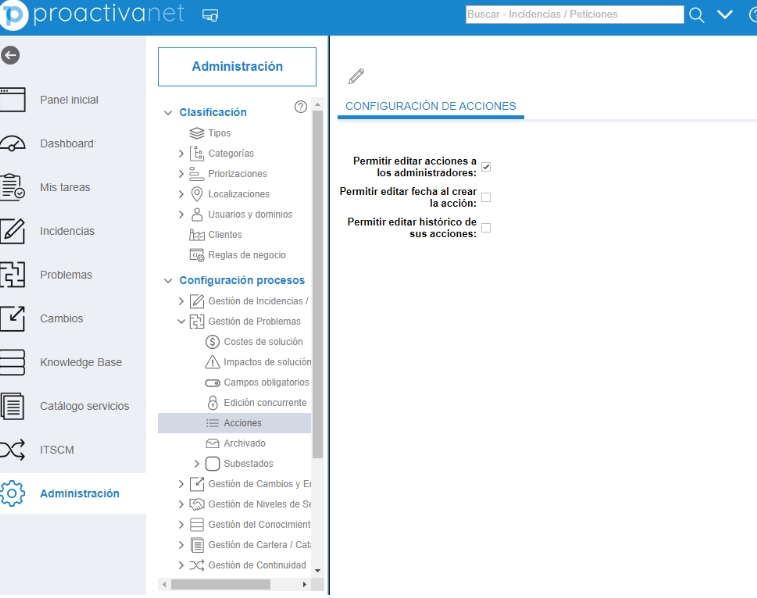 proactivanet
Buscar - Incidencias / Peticiones
Panel inicial
Dashboard
Mis tareas
Incidencias
Problemas
Cambios
Knowledge Base
Catálogo servicios
ITSCM
Administración
Administración
Clasificación
Tipos
Categorías
Priorizaciones
Localizaciones
Usuarios y dominios
Clientes
Reglas de negocio
Configuración procesos
Gestión de Incidencias /
Gestión de Problemas
Costes de solución
Impactos de solución
Campos obligatorios
Edición concurrente
Acciones
Archivado
Subestados
Gestión de Cambios y E
Gestión de Niveles de Se
Gestión del Conocimient
Gestión de Cartera / Cat
Gestión de Continuidad
CONFIGURACIÓN DE ACCIONES
Permitir editar acciones a
los administradores:
Permitir editar fecha al crear
la acción:
Permitir editar histórico de
sus acciones: